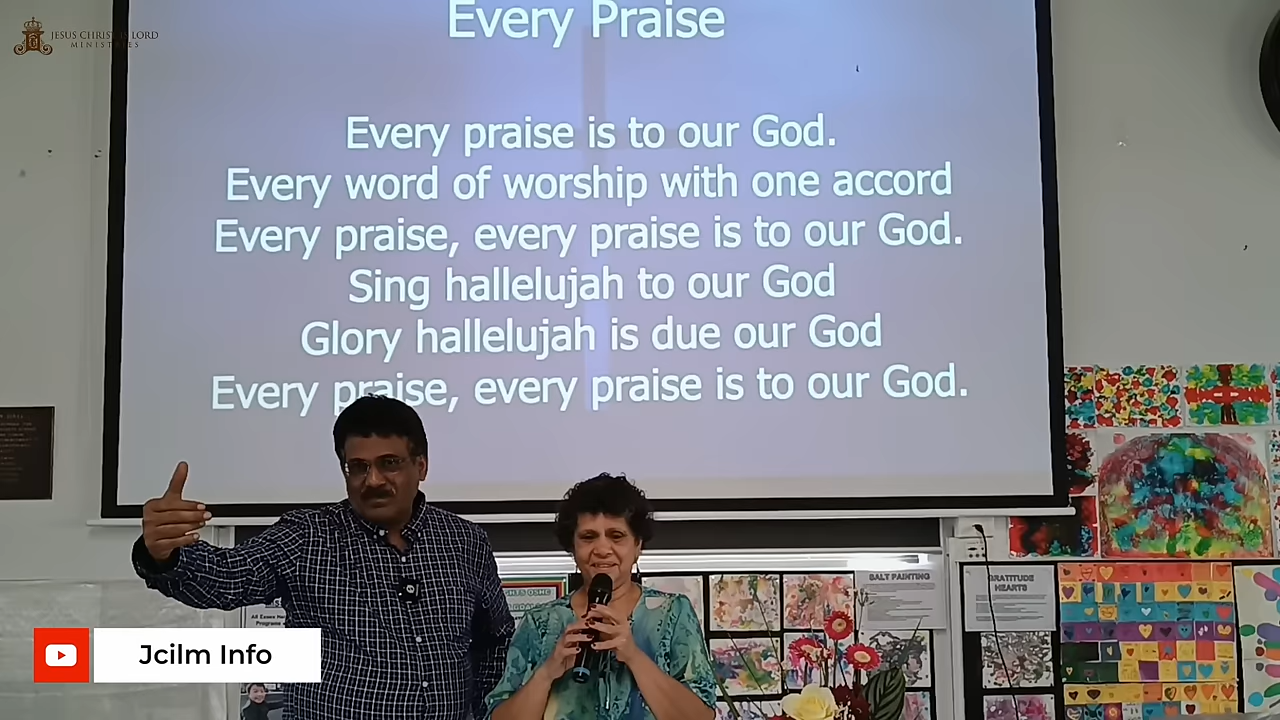 JESUS CHRIST IS LORD
MINISTRIES
Every Praise
Every praise is to our God.
Every word of worship with one accord
Every praise, every praise is to our God.
Sing hallelujah to our God
Glory hallelujah is due our God
Every praise, every praise is to our God.
SALT PAINTING
GRATITUDE
HEARTS
Jcilm Info